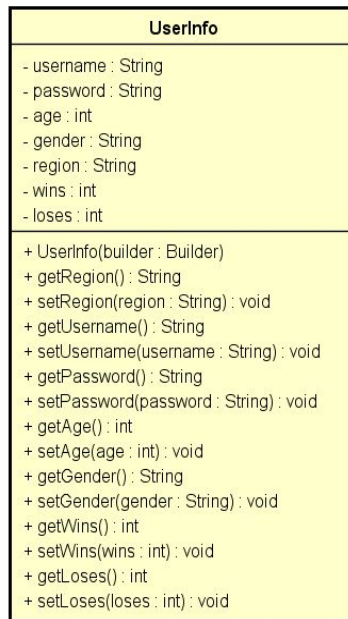 UserInfo
- username : String
- password : String
- age : int
- gender : String
- region : String
- wins : int
- loses : int
+ UserInfo(builder : Builder)
+ getRegion() : String
+ setRegion(region : String) : void
+ getUsername() : String
+ setUsername(username : String) : void
+ getPassword() : String
+ setPassword(password : String) : void
+ getAge() : int
+ setAge(age : int) : void
+ getGender() : String
+ setGender(gender : String) : void
+ getWins() : int
+ setWins(wins : int) : void
+ getLoses() : int
+ setLoses(loses : int) : void